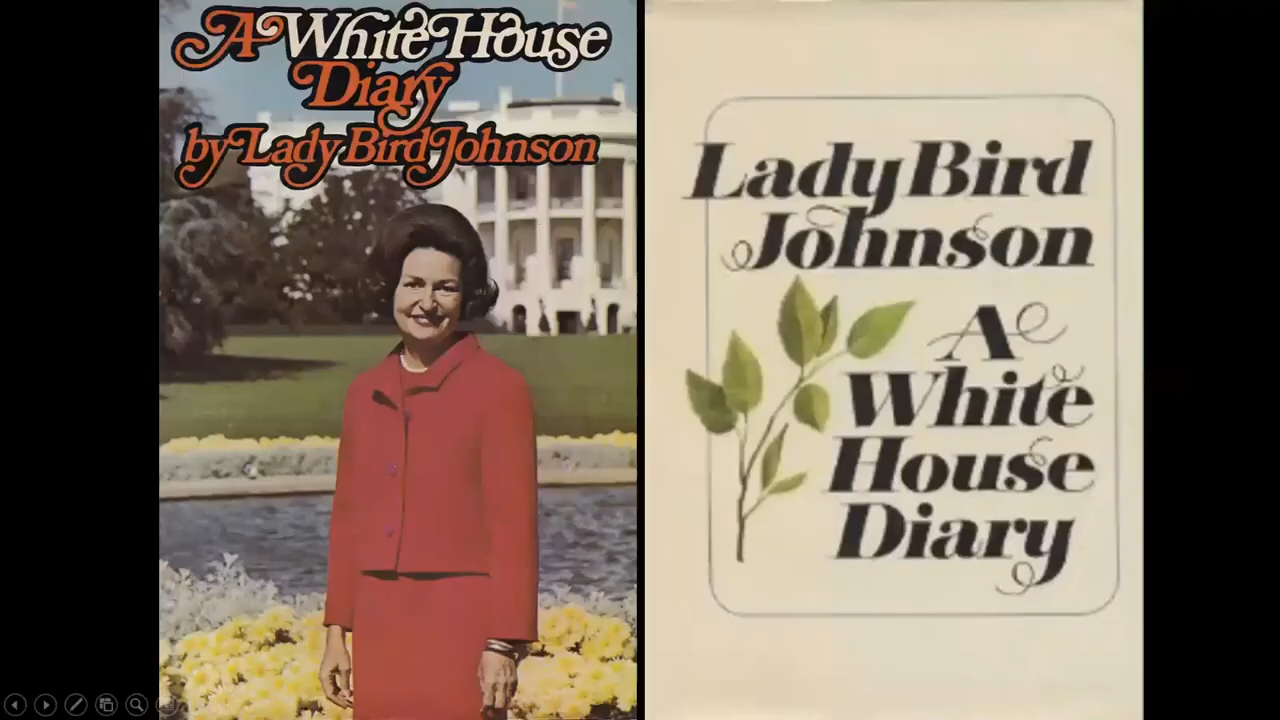 A White House
Diary
by Lady Bird Johnson
Lady Bird
Johnson
A
White
House
Diary